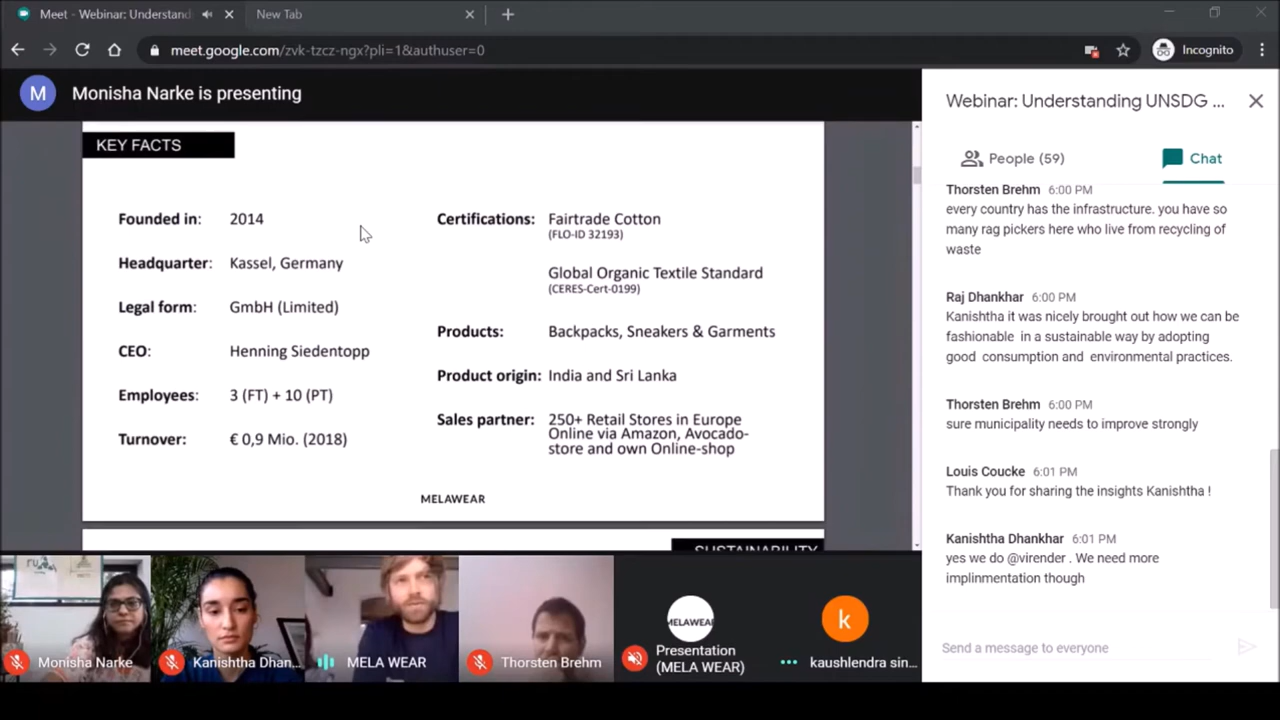 Meet - Webinar: Understand
New Tab
meet.google.com/zvk-tzcz-ngx?pli=1&authuser=0
Incognito
M
Monisha Narke is presenting
KEY FACTS
Founded in: 2014
Headquarter: Kassel, Germany
Legal form: GmbH (Limited)
CEO: Henning Siedentopp
Employees: 3 (FT) + 10 (PT)
Turnover: € 0,9 Mio. (2018)
Certifications: Fairtrade Cotton
(FLO-ID 32193)
Global Organic Textile Standard
(CERES-Cert-0199)
Products: Backpacks, Sneakers & Garments
Product origin: India and Sri Lanka
Sales partner: 250+ Retail Stores in Europe
Online via Amazon, Avocado-
store and own Online-shop
MELAWEAR
SUSTAINABILITY
Monisha Narke
Kanishtha Dhan...
MELA WEAR
Thorsten Brehm
MELAWEAR
Presentation
(MELA WEAR)
k
kaushlendra sin...
Webinar: Understanding UNSDG ...
People (59)
Chat
Thorsten Brehm 6:00 PM
every country has the infrastructure. you have so
many rag pickers here who live from recycling of
waste
Raj Dhankhar 6:00 PM
Kanishtha it was nicely brought out how we can be
fashionable in a sustainable way by adopting
good consumption and environmental practices.
Thorsten Brehm 6:00 PM
sure municipality needs to improve strongly
Louis Coucke 6:01 PM
Thank you for sharing the insights Kanishtha !
Kanishtha Dhankhar 6:01 PM
yes we do @virender . We need more
implinmentation though
Send a message to everyone